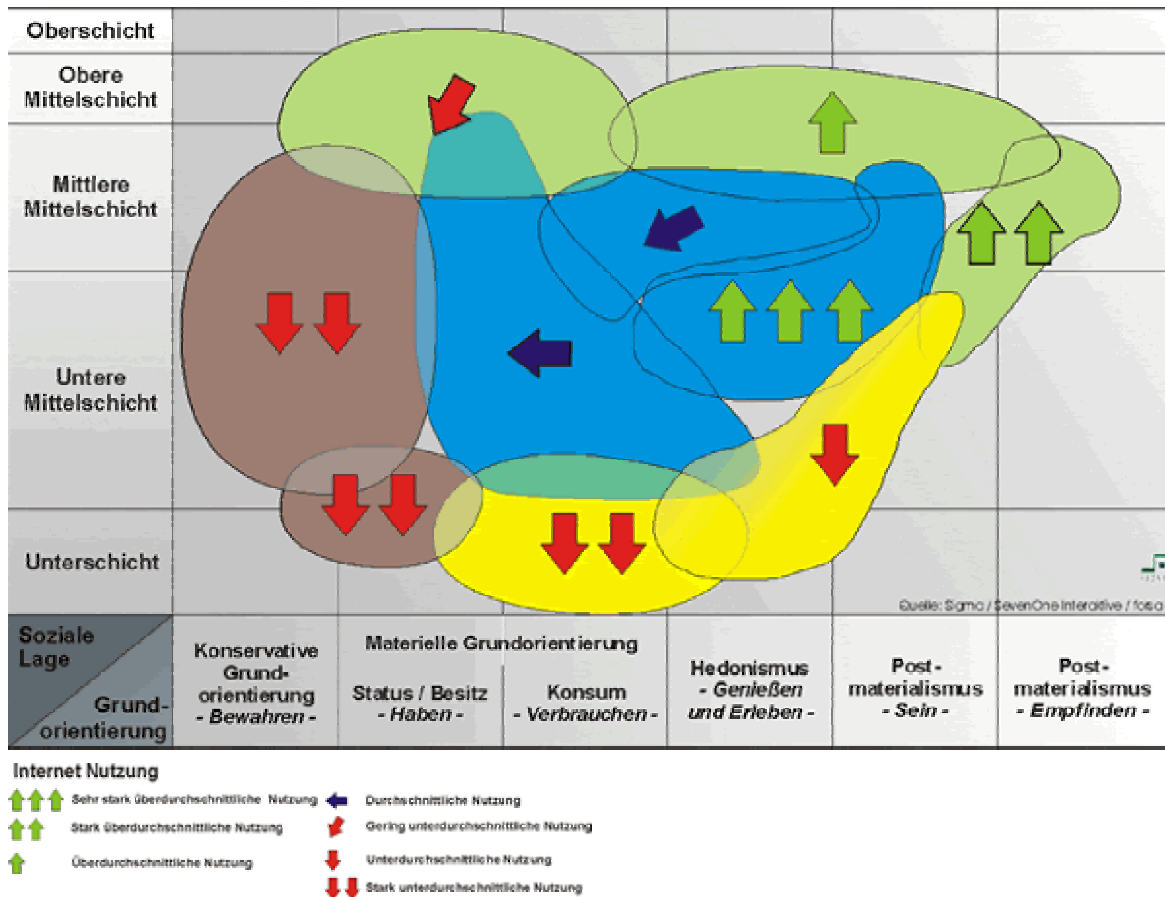 Oberschicht
Obere
Mittelschicht
Mittlere
Mittelschicht
Untere
Mittelschicht
Unterschicht
Quelle: Sigma / SevenOne Interaktive / forsa
Soziale
Lage
Grund-
orientierung
Konservative
Grund-
orientierung
- Bewahren -
Materielle Grundorientierung
Status / Besitz
- Haben -
Konsum
- Verbrauchen -
Hedonismus
- Genießen
und Erleben -
Post-
materialismus
- Sein -
Post-
materialismus
- Empfinden -
Internet Nutzung
Sehr stark überdurchschnittliche Nutzung
Stark überdurchschnittliche Nutzung
Überdurchschnittliche Nutzung
Durchschnittliche Nutzung
Gering unterdurchschnittliche Nutzung
Unterdurchschnittliche Nutzung
Stark unterdurchschnittliche Nutzung